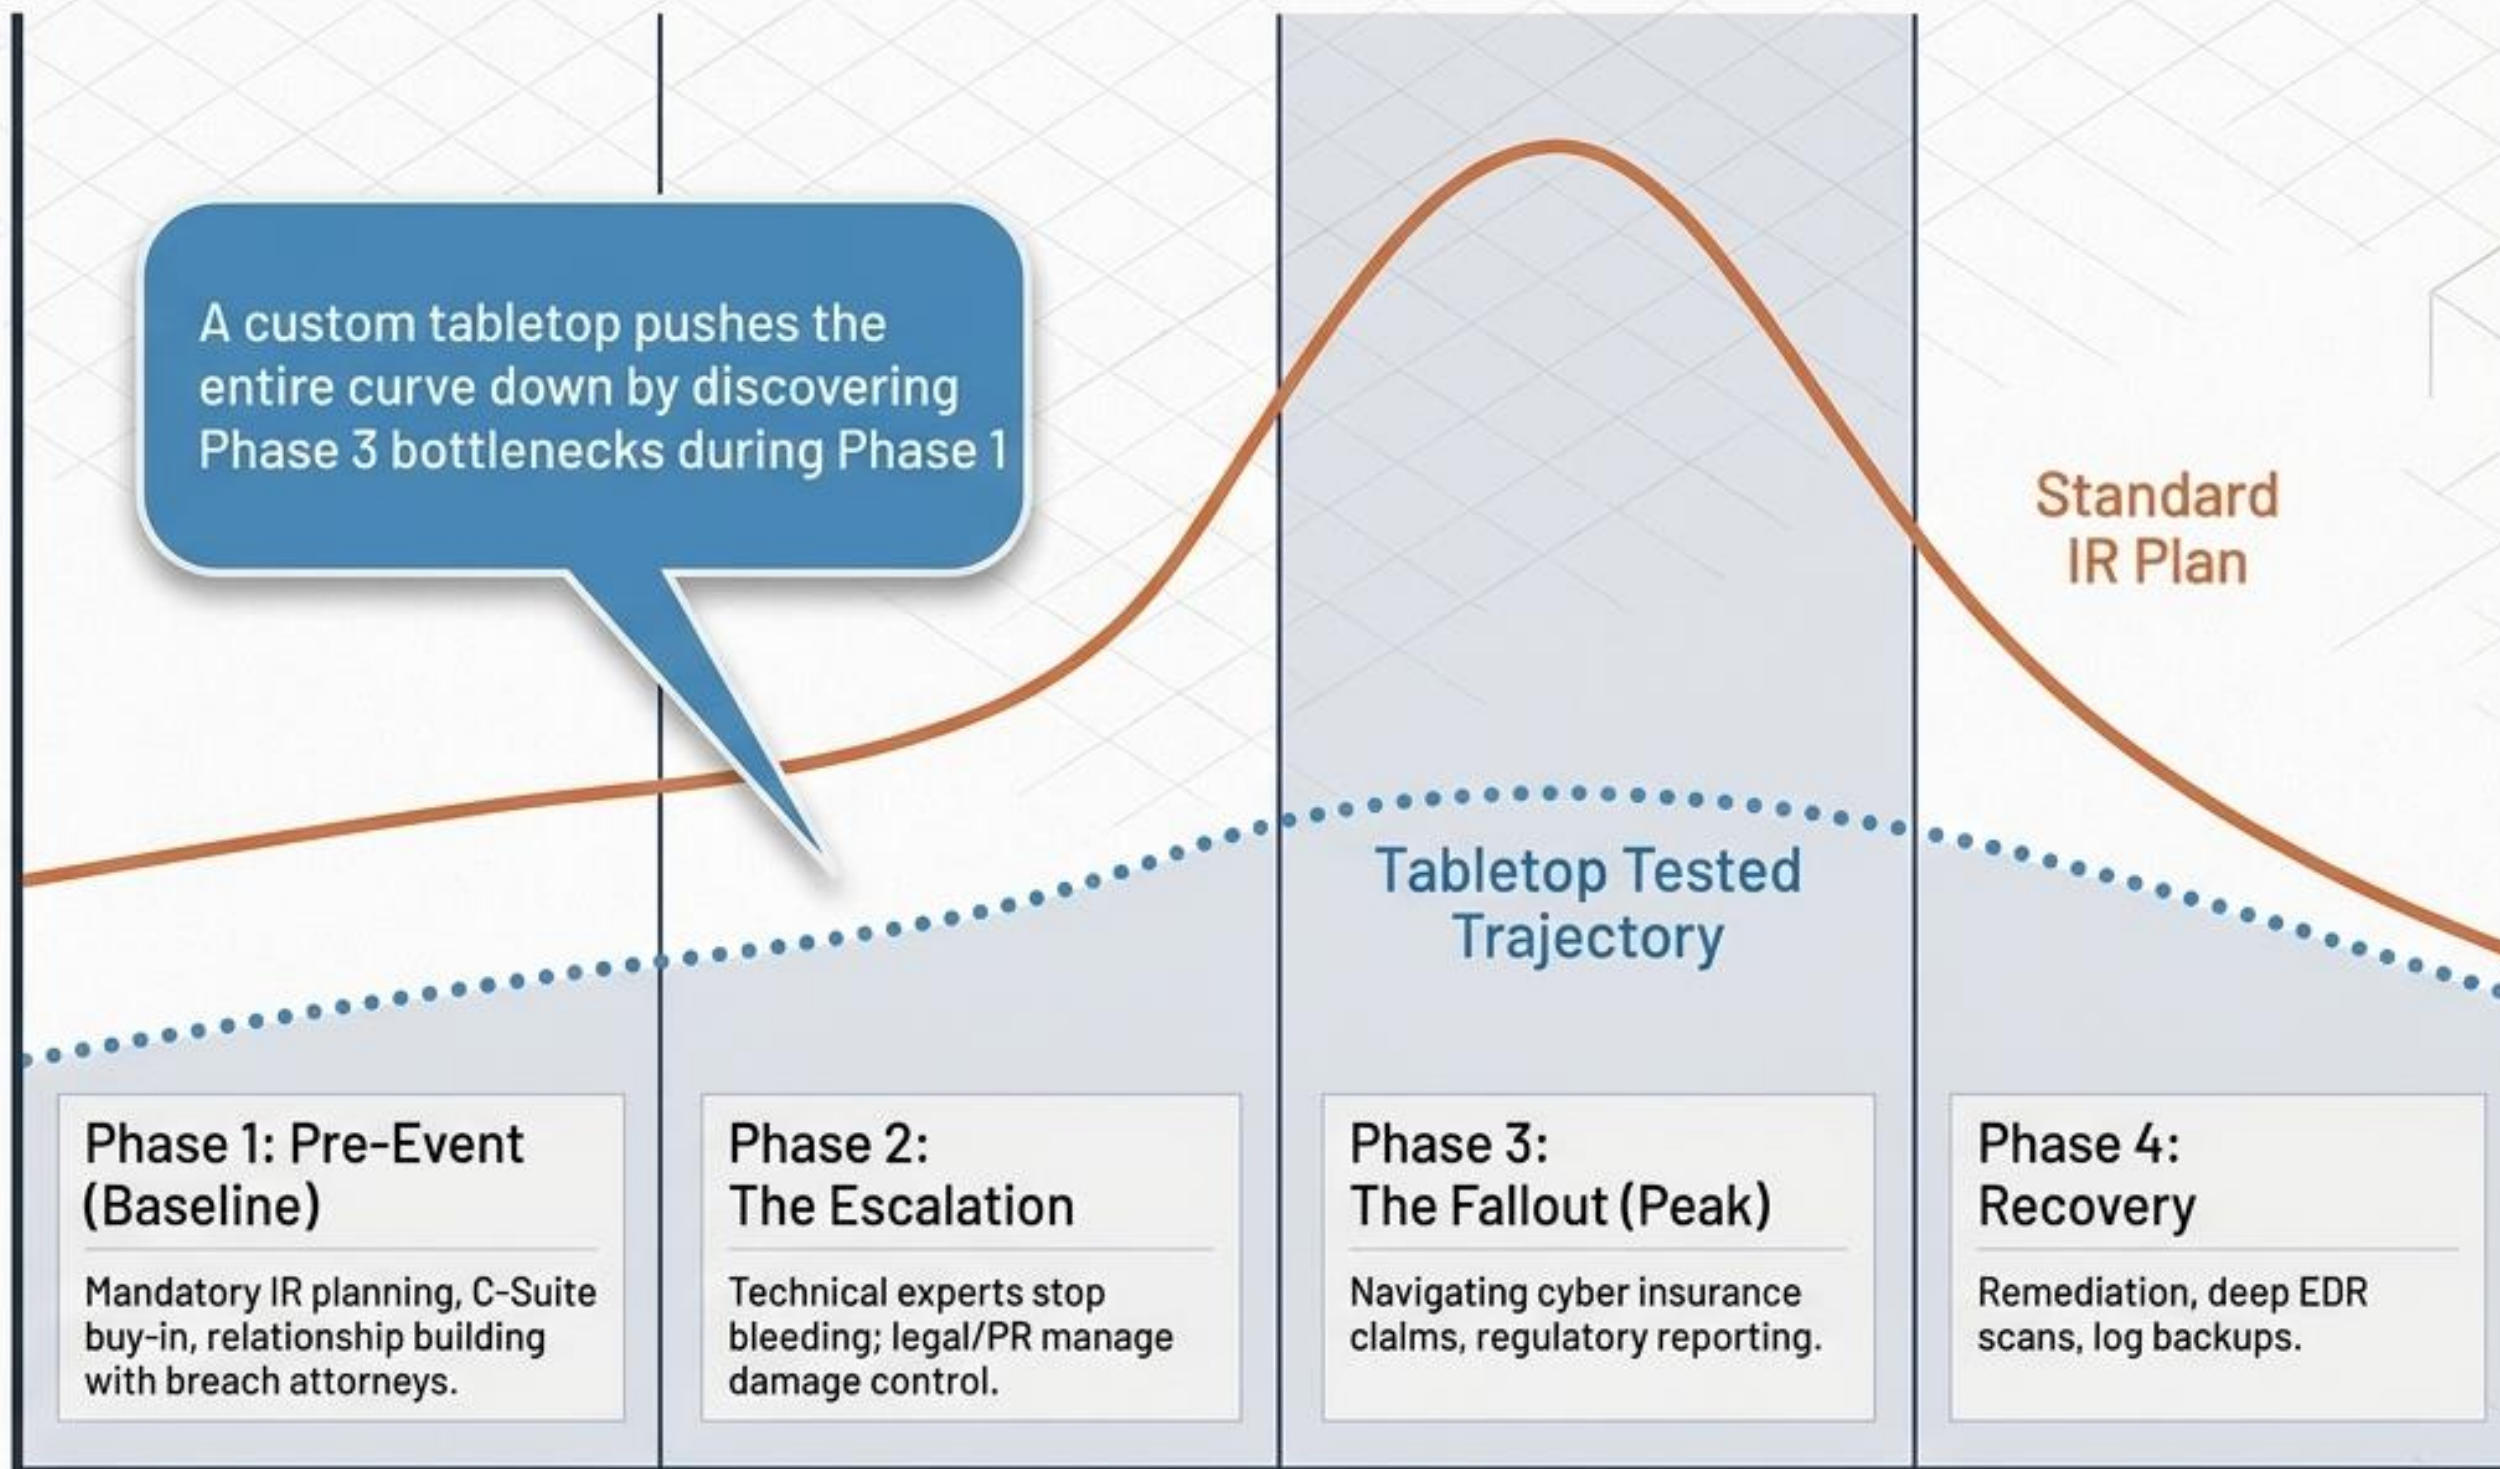 A custom tabletop pushes the
entire curve down by discovering
Phase 3 bottlenecks during Phase 1
Standard
IR Plan
Tabletop Tested
Trajectory
Phase 1: Pre-Event
(Baseline)
Mandatory IR planning, C-Suite
buy-in, relationship building
with breach attorneys.
Phase 2:
The Escalation
Technical experts stop
bleeding; legal/PR manage
damage control.
Phase 3:
The Fallout (Peak)
Navigating cyber insurance
clalms, regulatory reporting.
Phase 4:
Recovery
Remediation, deep EDR
scans, log backups.